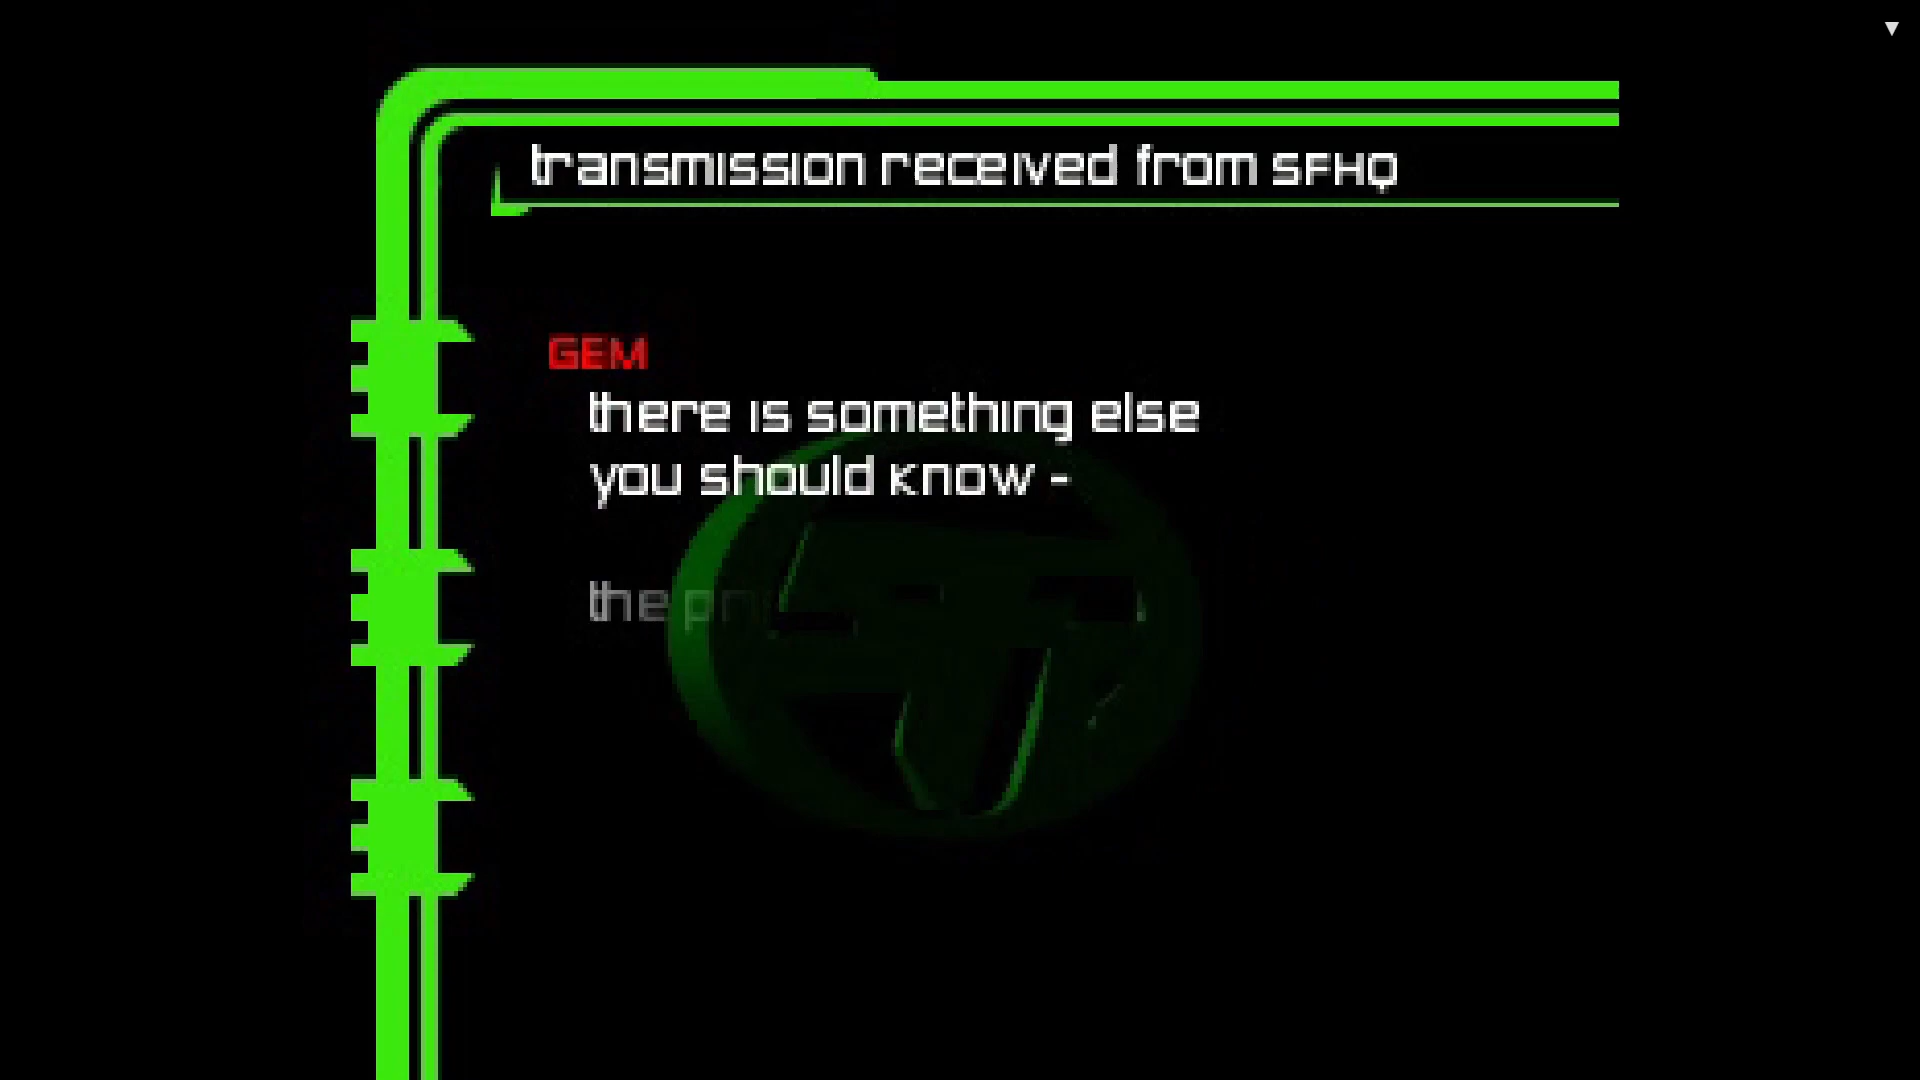 transmission received from SFHQ
GEM
there is something else
you should know -
the